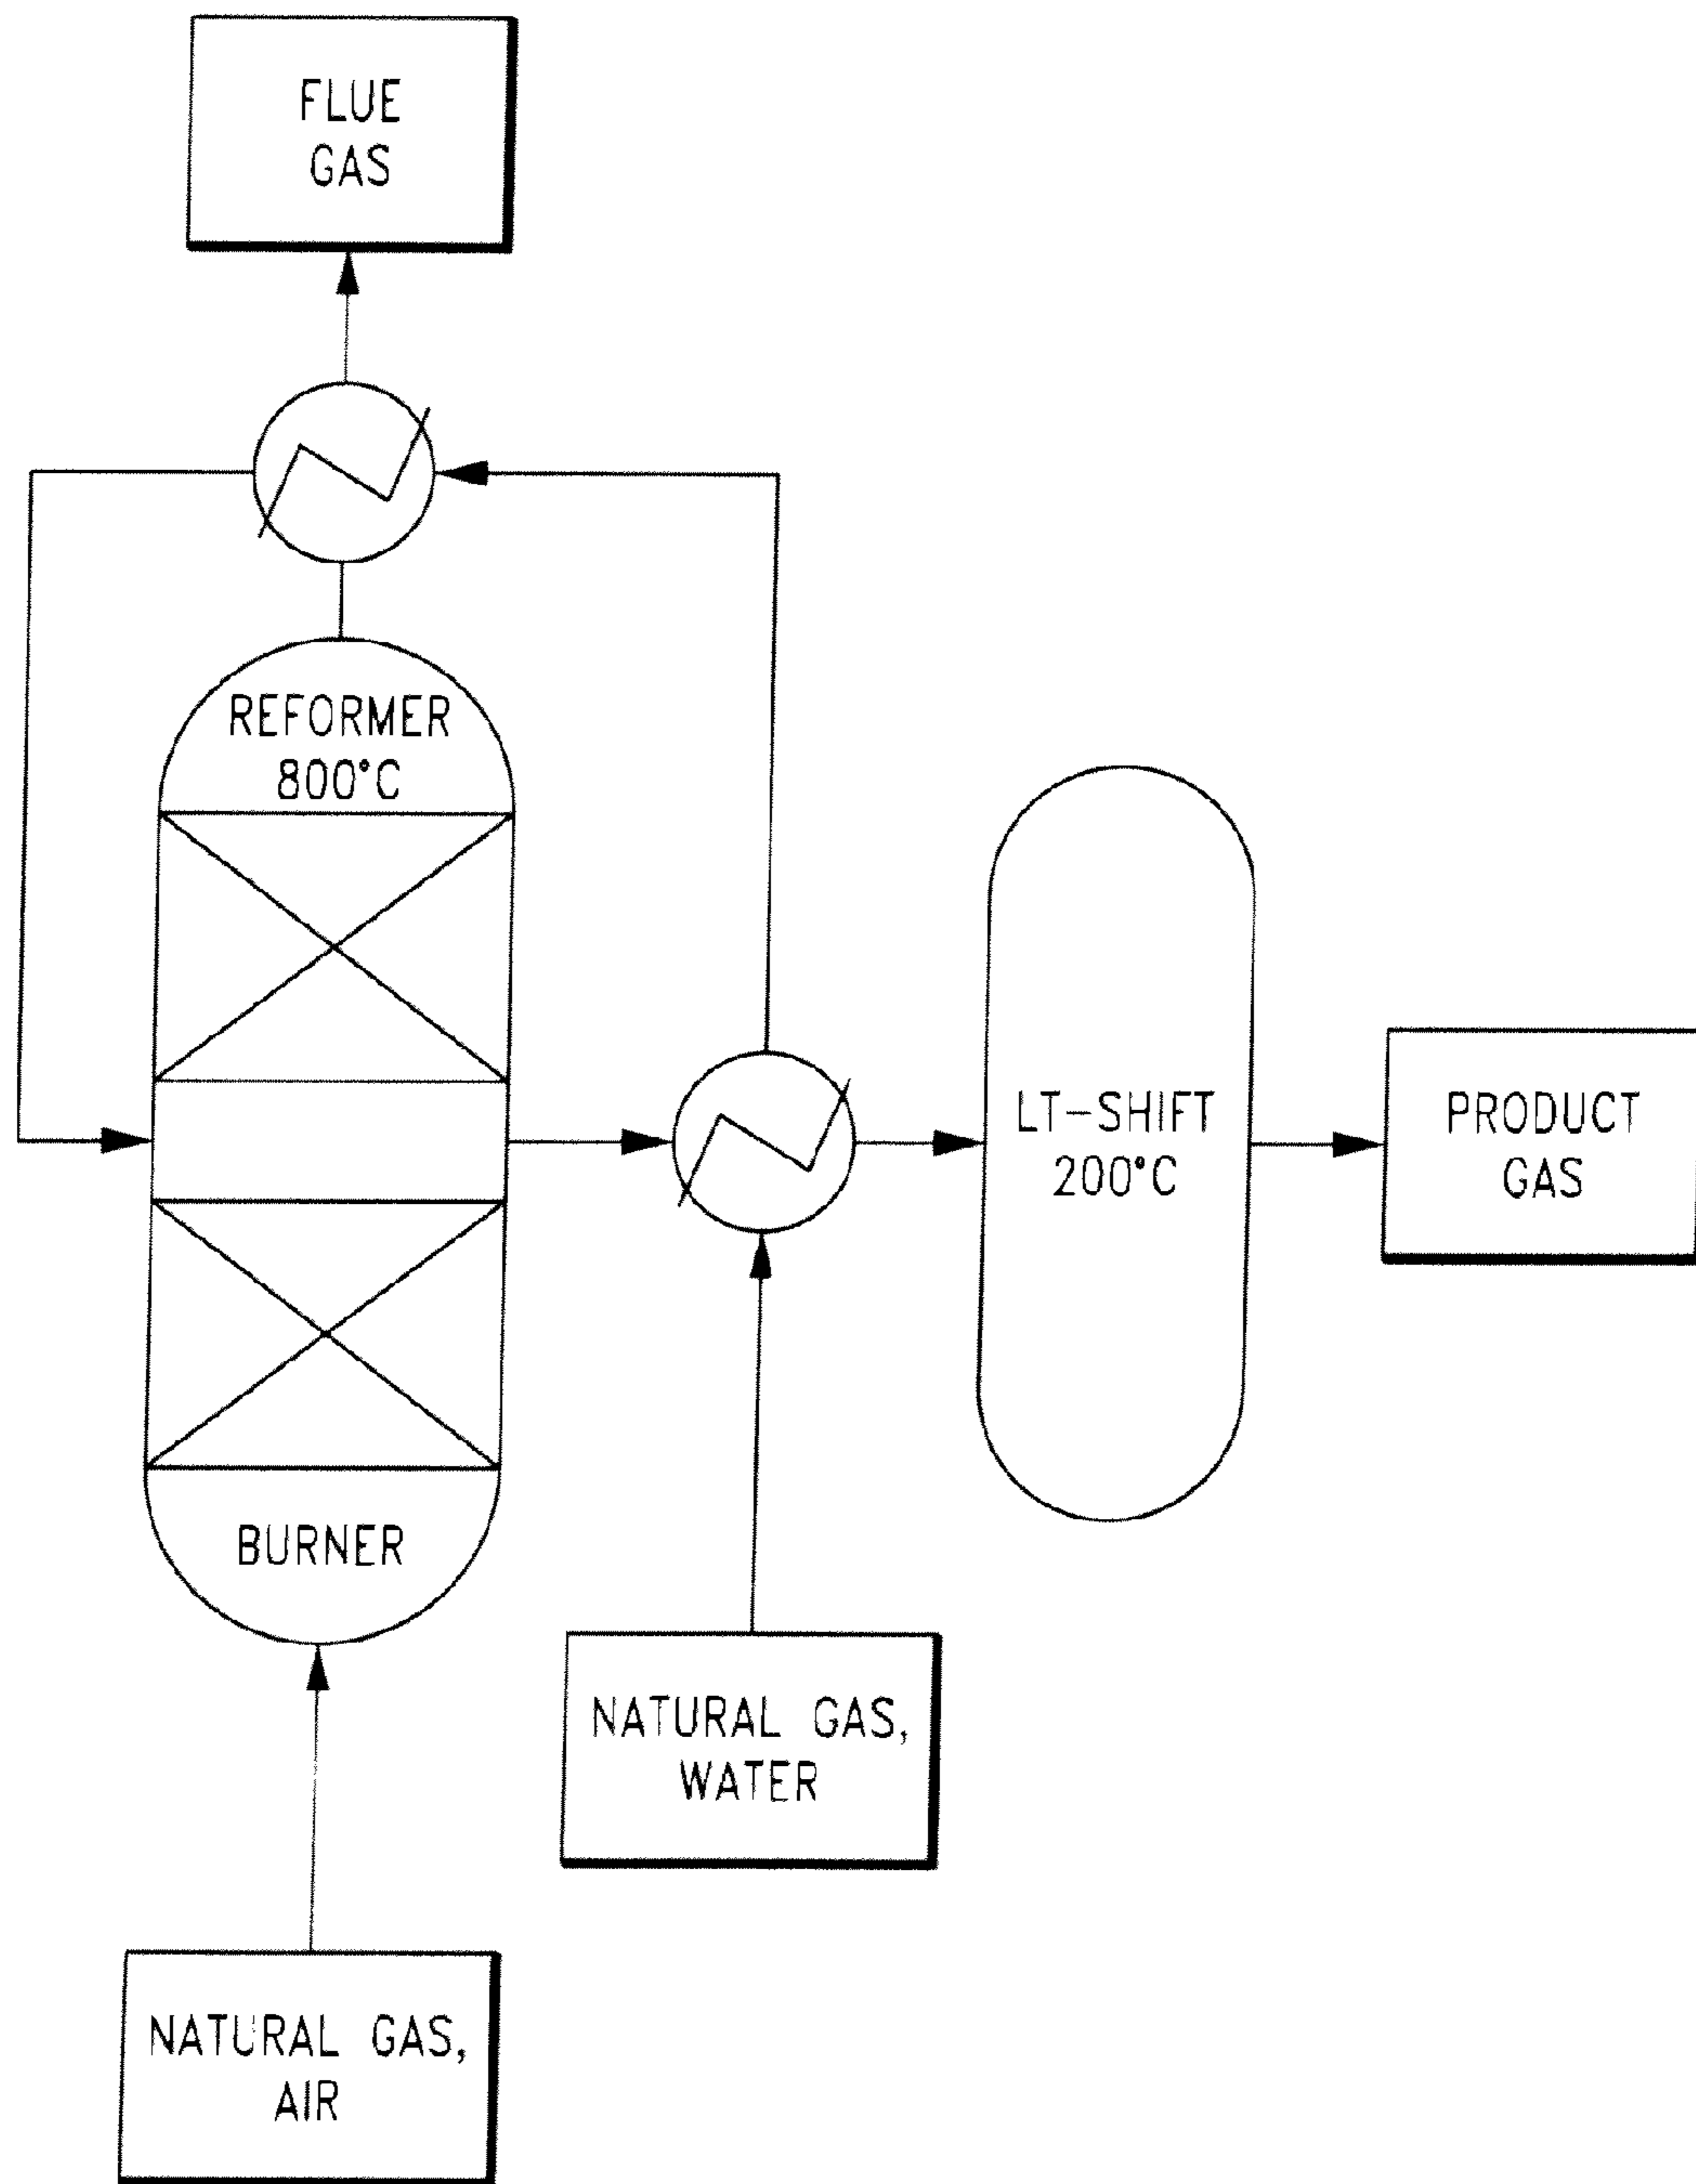 FLUE
GAS
REFORMER
800°C
LT-SHIFT
200°C
PRODUCT
GAS
BURNER
NATURAL GAS,
WATER
NATURAL GAS,
AIR